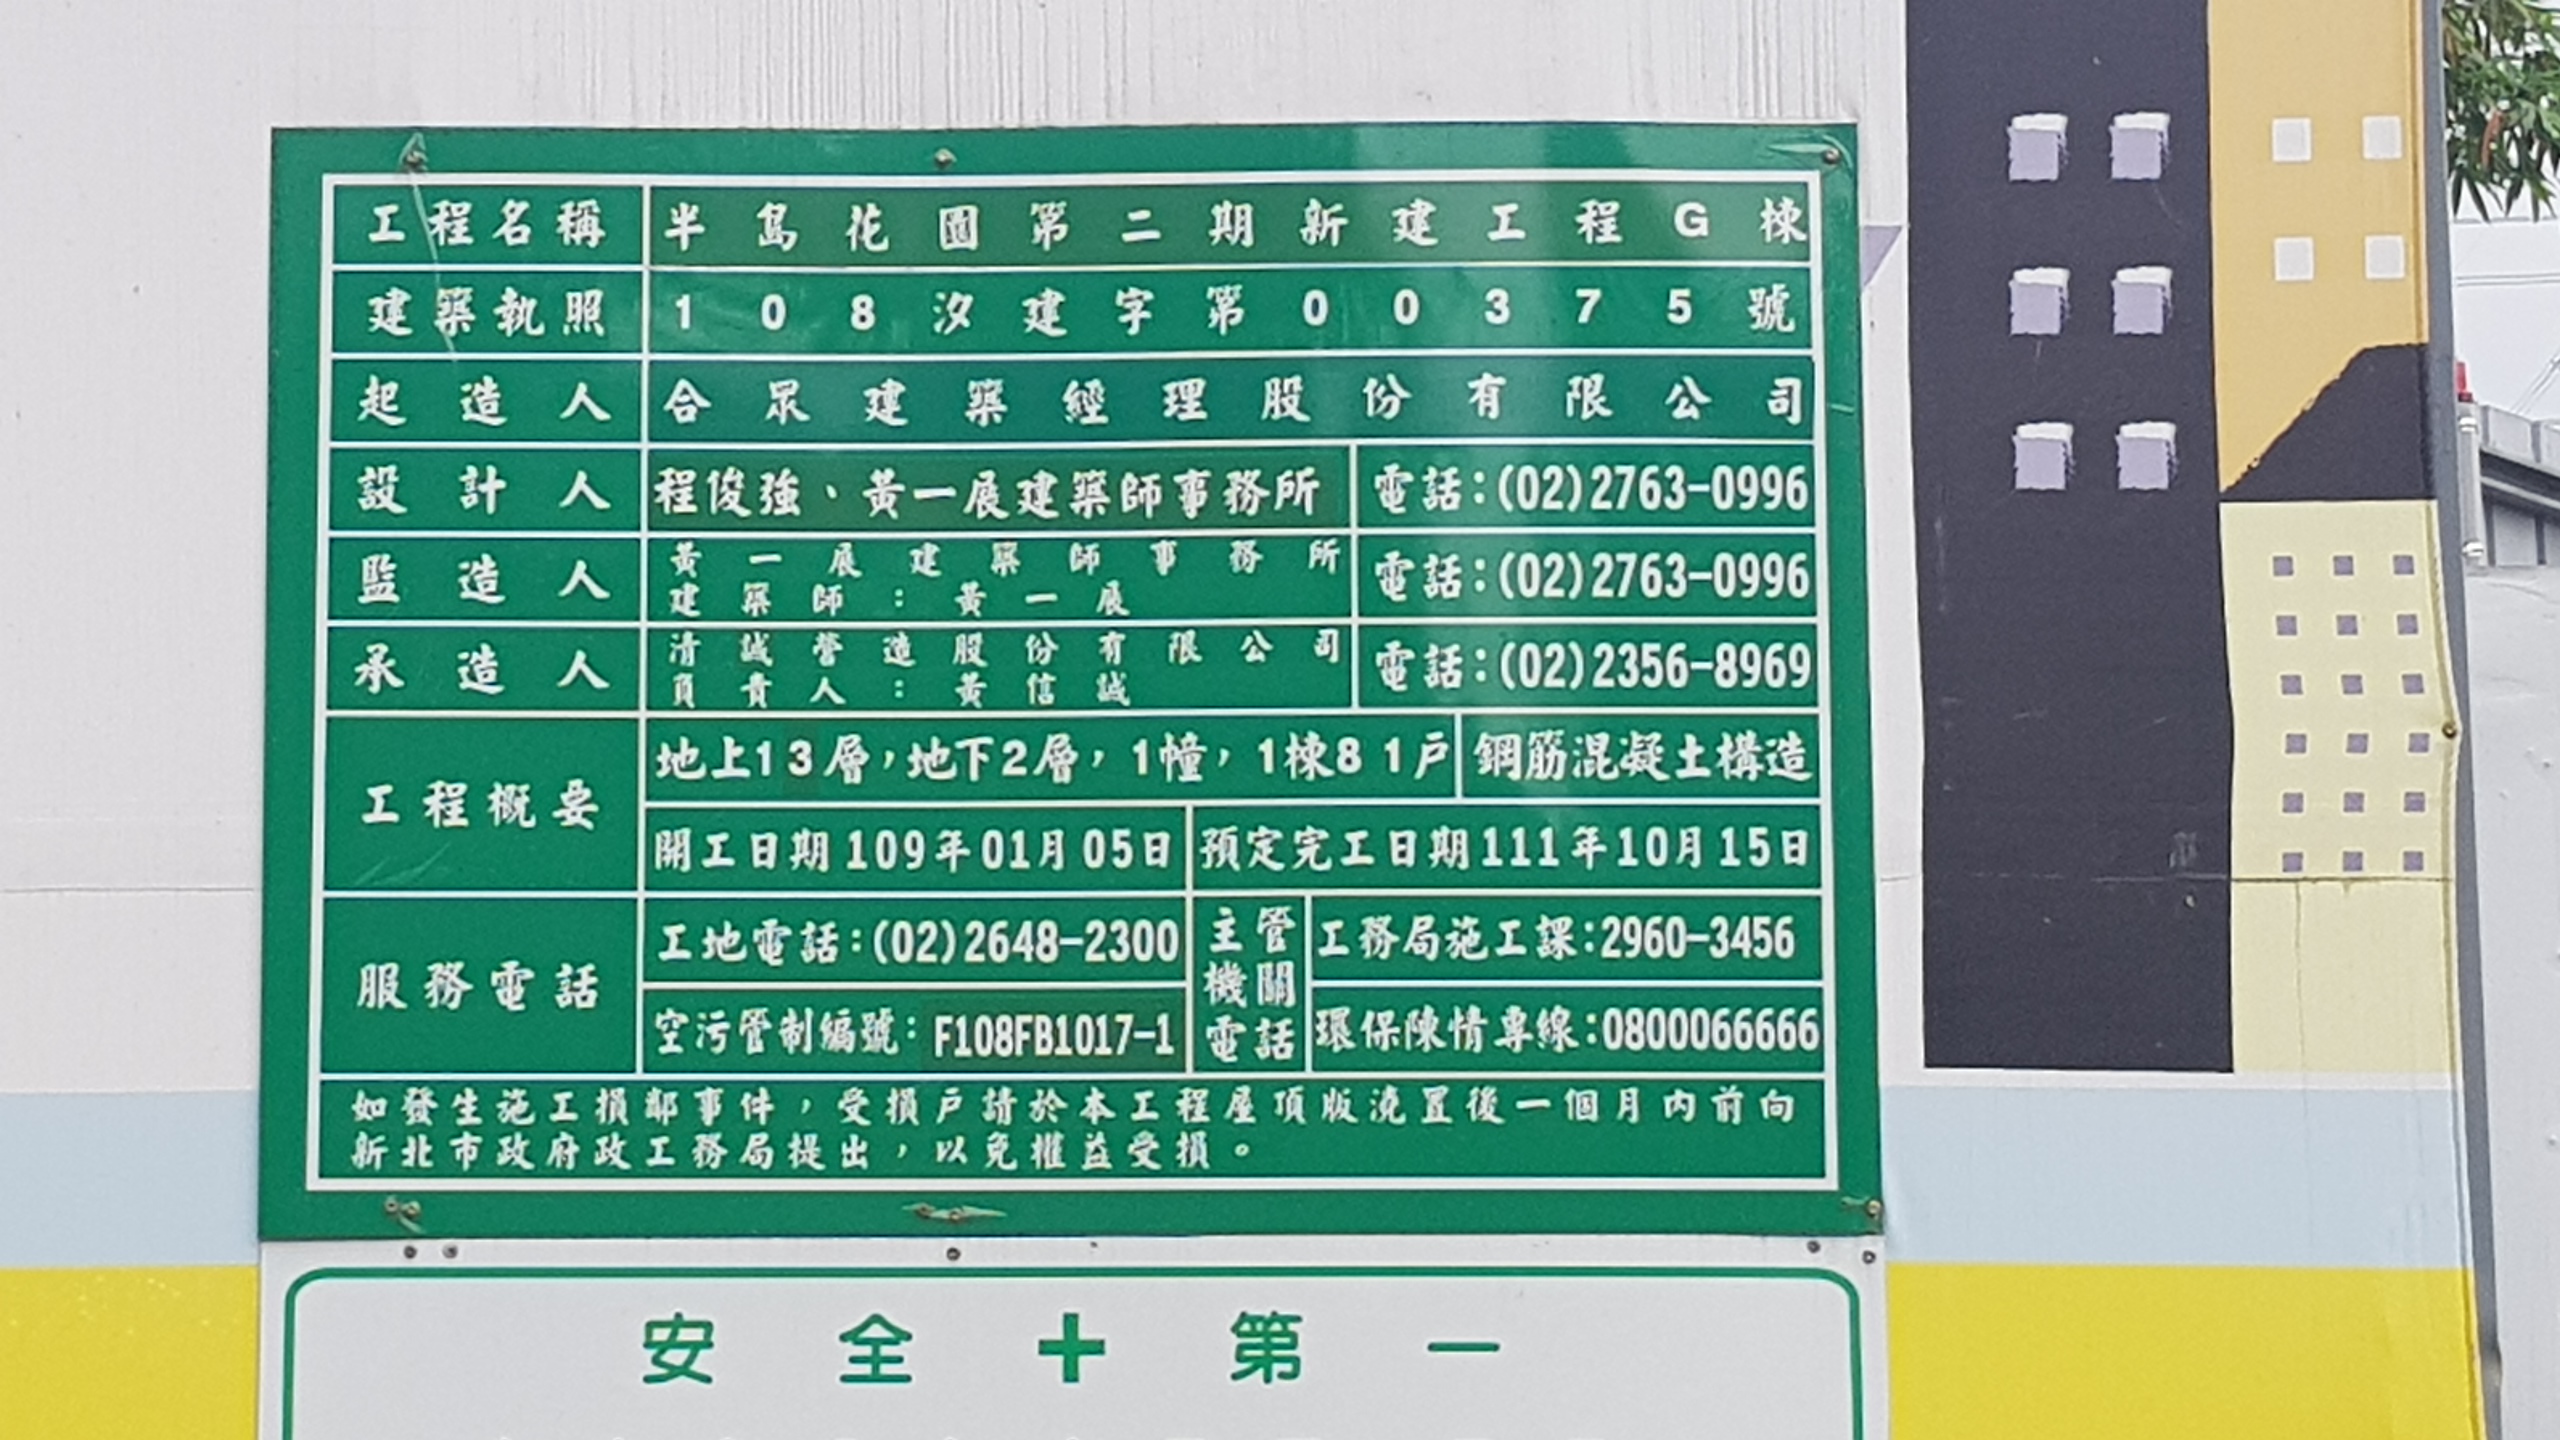 工程名稱 半島花園第二期新建工程G棟
建築執照 108汐建字第00375號
起造人 合眾建築經理股份有限公司
設計人 程俊強、黃一展建築師事務所 電話:(02)2763-0996
監造人 黃一展建築師事務所 電話:(02)2763-0996
建築師:黃一展
承造人 清誠營造股份有限公司 電話:(02)2356-8969
負責人:黃信誠
工程概要 地上13層,地下2層,1幢,1棟81戶 鋼筋混凝土構造
開工日期109年01月05日 預定完工日期111年10月15日
服務電話 工地電話:(02)2648-2300 主管機關電話 工務局施工課:2960-3456
空污管制編號:F108FB1017-1 環保陳情專線:0800066666
如發生施工損鄰事件,受損戶請於本工程屋頂版澆置後一個月內前向
新北市政府政工務局提出,以免權益受損。
安全+第一